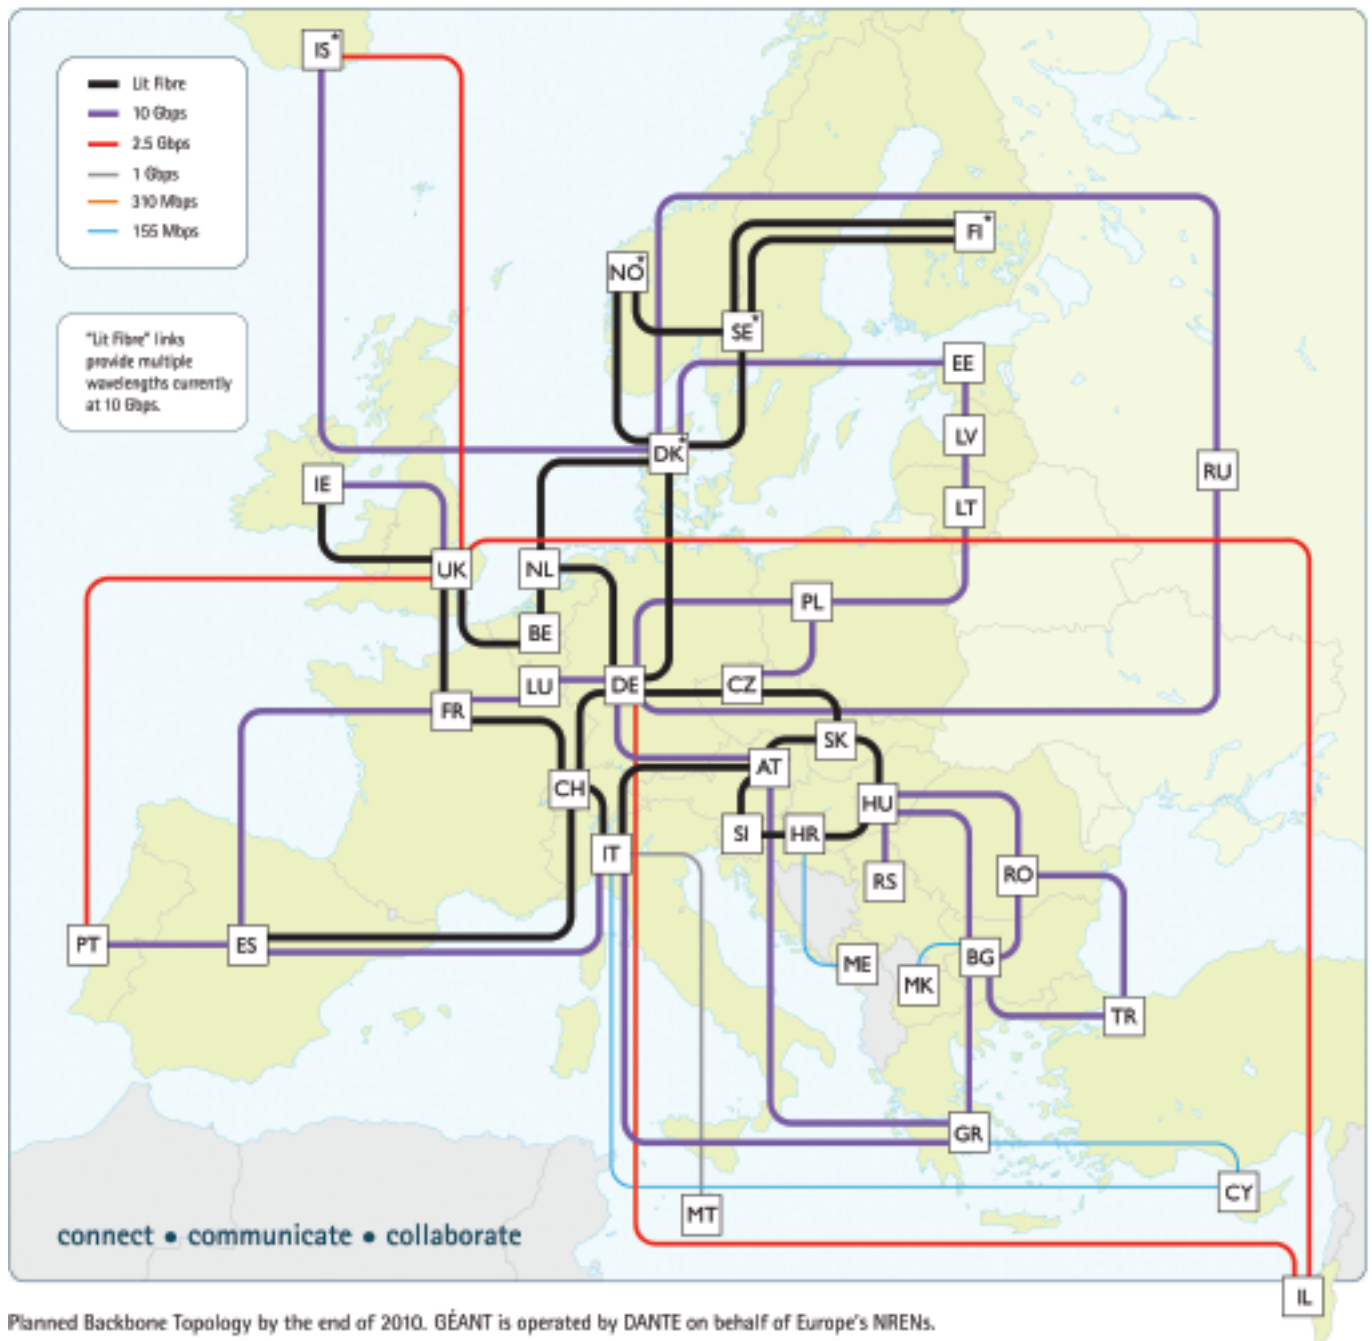 IS*
Lit Fibre
10 Gbps
2.5 Gbps
1 Gbps
310 Mbps
155 Mbps
"Lit Fibre" links
provide multiple
wavelengths currently
at 10 Gbps.
FI*
NO*
SE*
EE
LV
DK*
RU
IE
LT
UK
NL
PL
BE
LU
DE
CZ
FR
SK
AT
CH
HU
SI
HR
IT
RS
RO
PT
ES
BG
ME
MK
TR
GR
CY
MT
connect • communicate • collaborate
IL
Planned Backbone Topology by the end of 2010. GÉANT is operated by DANTE on behalf of Europe's NRENs.